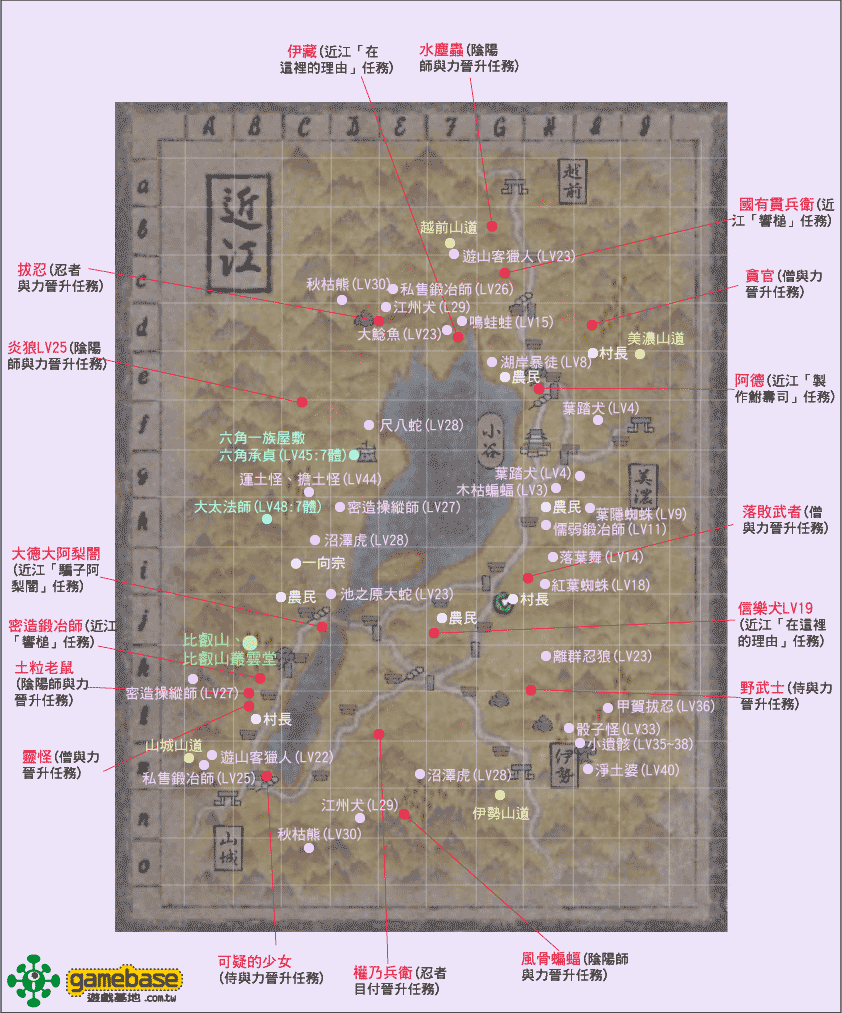 伊藏(近江「在
這裡的理由」任務)
水塵蟲(陰陽
師與力晉升任務)
A B C D E F G H I J
近江
越前
a
b
c
d
e
f
g
h
i
j
k
l
m
n
o
國有貫兵衛(近
江「響槌」任務)
越前山道
遊山客獵人(LV23)
拔忍(忍者
與力晉升任務)
貪官(僧與力
晉升任務)
秋枯熊(LV30)
私售鍛冶師(LV26)
江州犬(L29)
鳴蛙蛙(LV15)
大鯰魚(LV23)
美濃山道
村長
炎狼LV25(陰陽
師與力晉升任務)
湖岸暴徒(LV8)
農民
阿德(近江「製
作鮒壽司」任務)
葉踏犬(LV4)
尺八蛇(LV28)
小谷
六角一族屋敷
六角承貞(LV45:7體)
葉踏犬(LV4)
美濃
運土怪、擔土怪(LV44)
木枯蝙蝠(LV3)
大太法師(LV48:7體)
密造操縱師(LV27)
農民
葉隱蜘蛛(LV9)
儒弱鍛冶師(LV11)
落敗武者(僧
與力晉升任務)
沼澤虎(LV28)
大德大阿梨闍
(近江「騙子阿
梨闍」任務)
一向宗
落葉舞(LV14)
農民
池之原大蛇(LV23)
紅葉蜘蛛(LV18)
村長
農民
信樂犬LV19
(近江「在這裡
的理由」任務)
密造鍛冶師(近江
「響槌」任務)
比叡山、
比叡山叢雲堂
離群忍狼(LV23)
土粒老鼠
(陰陽師與力
晉升任務)
密造操縱師(LV27)
野武士(侍與力
晉升任務)
村長
甲賀拔忍(LV36)
骰子怪(LV33)
小遺骸(LV35~38)
山城山道
遊山客獵人(LV22)
靈怪(僧與力
晉升任務)
私售鍛冶師(LV25)
沼澤虎(LV28)
伊勢
淨土婆(LV40)
江州犬(L29)
伊勢山道
秋枯熊(LV30)
山城
可疑的少女
(侍與力晉升任務)
權乃兵衛(忍者
目付晉升任務)
風骨蝙蝠(陰陽師
與力晉升任務)
gamebase
遊戲基地.com.tw